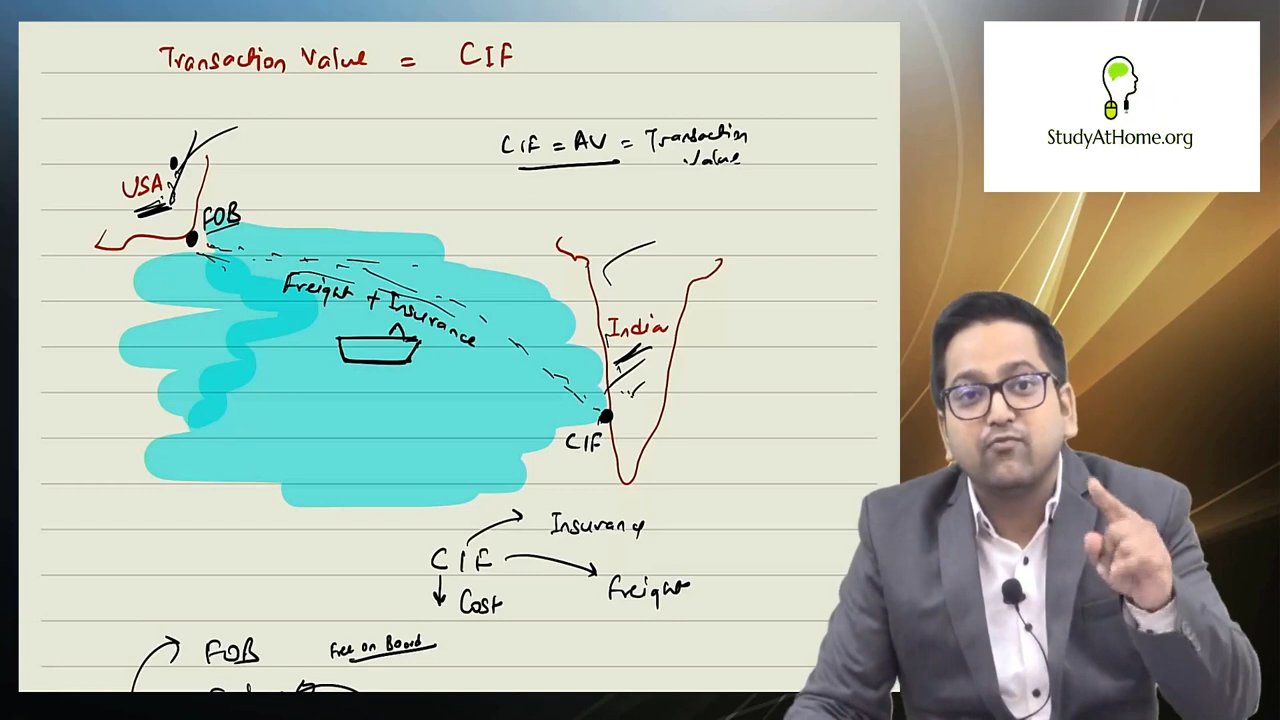 Transaction Value = CIF
StudyAtHome.org
CIF = AV = Transaction
Value
USA
FOB
Freight + Insurance
India
CIF
Insurance
CIF
Freight
Cost
FOB Free on Board